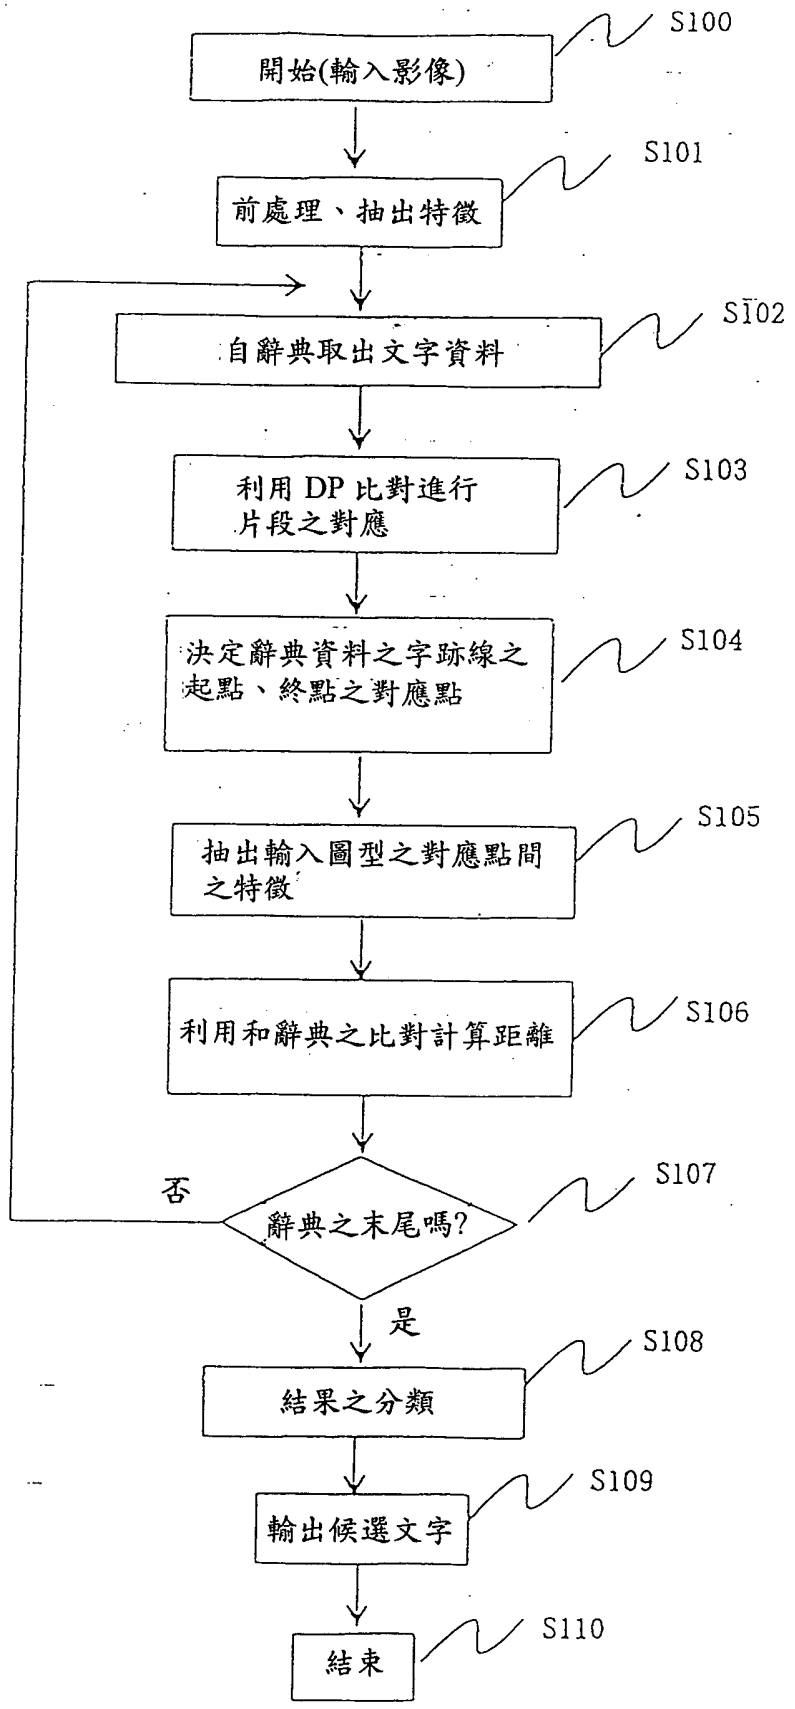 S100
開始(輸入影像)
S101
前處理、抽出特徵
S102
自辭典取出文字資料
S103
利用 DP 比對進行
片段之對應
S104
決定辭典資料之字跡線之
起點、終點之對應點
S105
抽出輸入圖型之對應點間
之特徵
S106
利用和辭典之比對計算距離
S107
否
辭典之末尾嗎?
是
S108
結果之分類
S109
輸出候選文字
S110
結束